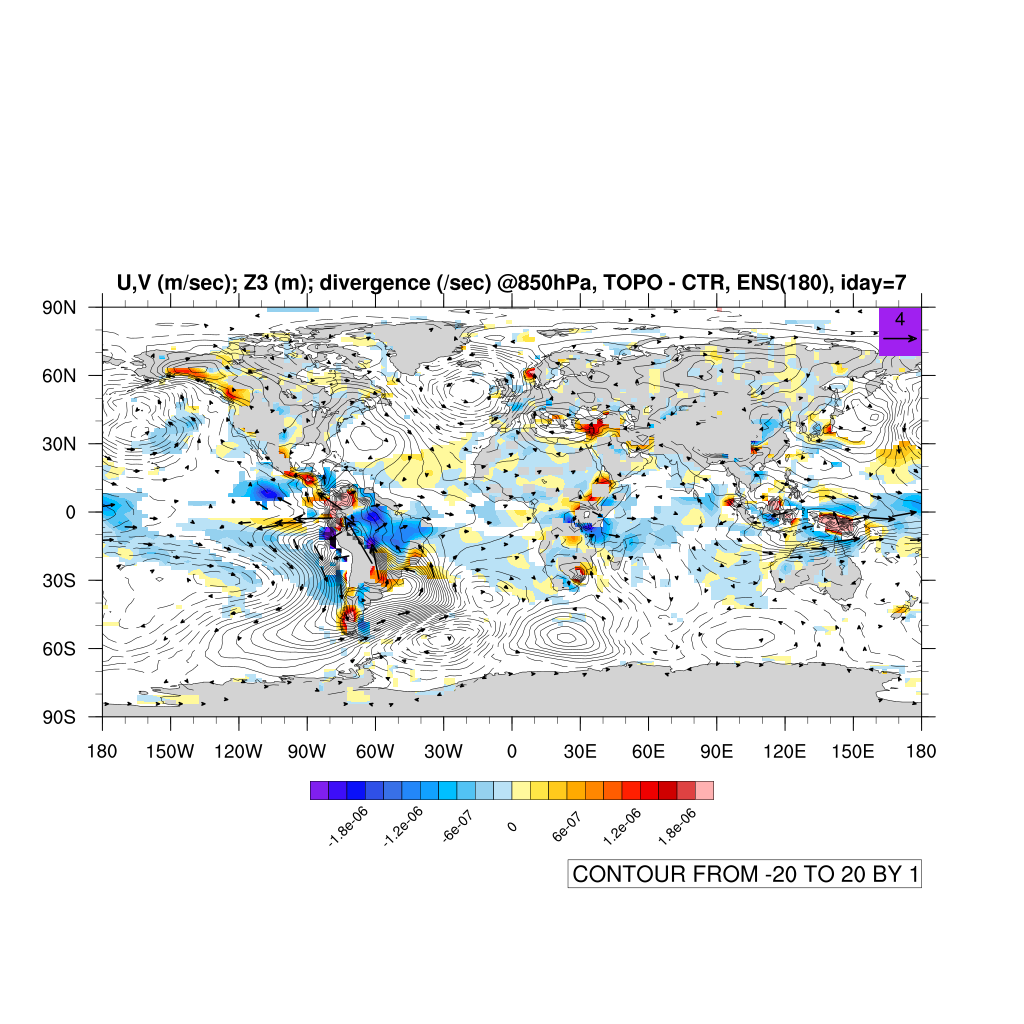 U,V (m/sec); Z3 (m); divergence (/sec) @850hPa, TOPO - CTR, ENS(180), iday=7
4
90N
60N
30N
0
30S
60S
90S
180 150W 120W 90W 60W 30W 0 30E 60E 90E 120E 150E 180
-1.8e-06 -1.2e-06 -6e-07 0 6e-07 1.2e-06 1.8e-06
CONTOUR FROM -20 TO 20 BY 1